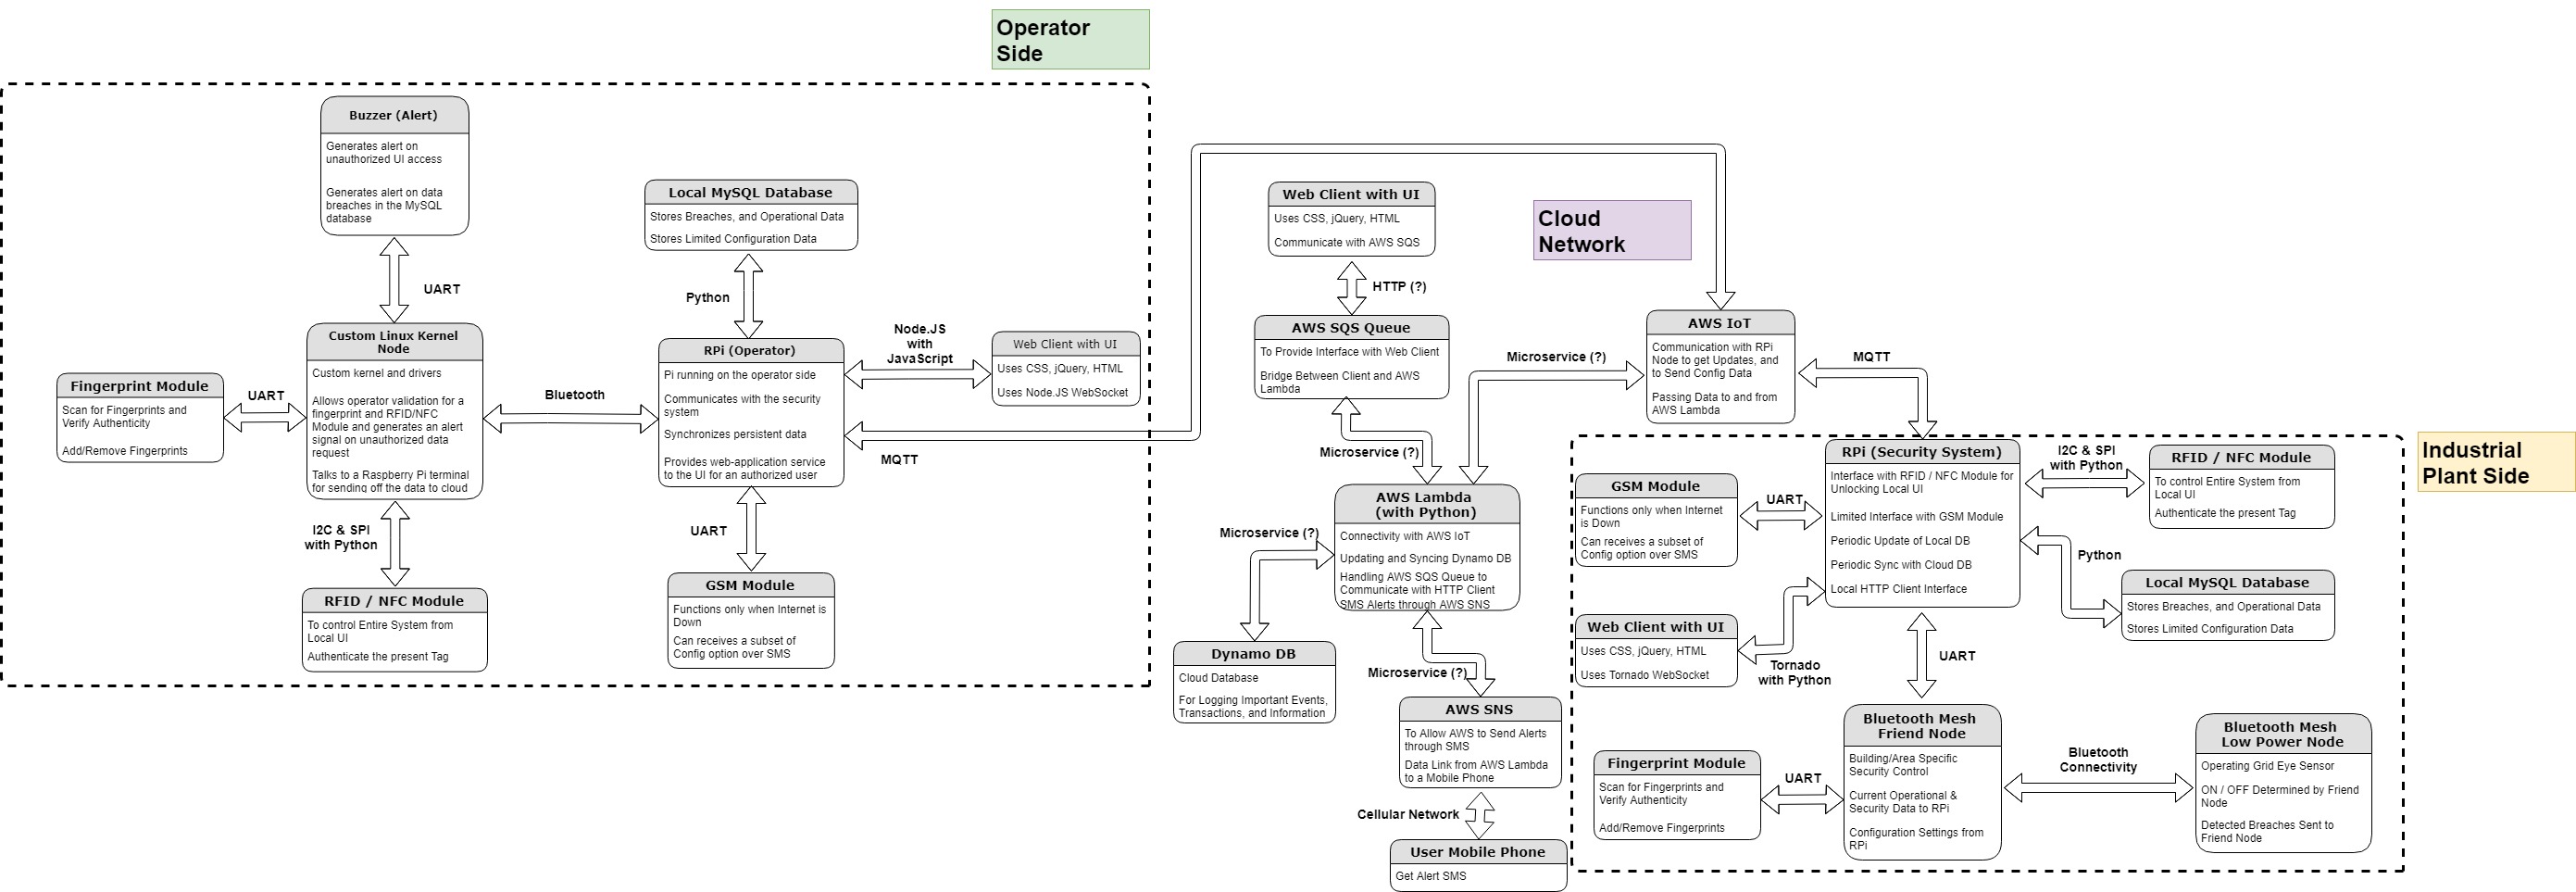 Operator
Side
Buzzer (Alert)
Generates alert on
unauthorized UI access
Generates alert on data
breaches in the MySQL
database
UART
Custom Linux Kernel
Node
Custom kernel and drivers
Allows operator validation for a
fingerprint and RFID/NFC
Module and generates an alert
signal on unauthorized data
request
Talks to a Raspberry Pi terminal
for sending off the data to cloud
Fingerprint Module
Scan for Fingerprints and
Verify Authenticity
Add/Remove Fingerprints
UART
I2C & SPI
with Python
RFID / NFC Module
To control Entire System from
Local UI
Authenticate the present Tag
Bluetooth
Local MySQL Database
Stores Breaches, and Operational Data
Stores Limited Configuration Data
Python
RPi (Operator)
Pi running on the operator side
Communicates with the security
system
Synchronizes persistent data
Provides web-application service
to the UI for an authorized user
Node.JS
with
JavaScript
Web Client with UI
Uses CSS, jQuery, HTML
Uses Node.JS WebSocket
MQTT
UART
GSM Module
Functions only when Internet is
Down
Can receives a subset of
Config option over SMS
Cloud
Network
Web Client with UI
Uses CSS, jQuery, HTML
Communicate with AWS SQS
HTTP (?)
AWS SQS Queue
To Provide Interface with Web Client
Bridge Between Client and AWS
Lambda
Microservice (?)
Microservice (?)
AWS IoT
Communication with RPi
Node to get Updates, and
to Send Config Data
Passing Data to and from
AWS Lambda
MQTT
AWS Lambda
(with Python)
Connectivity with AWS IoT
Updating and Syncing Dynamo DB
Handling AWS SQS Queue to
Communicate with HTTP Client
SMS Alerts through AWS SNS
Microservice (?)
Dynamo DB
Cloud Database
For Logging Important Events,
Transactions, and Information
Microservice (?)
AWS SNS
To Allow AWS to Send Alerts
through SMS
Data Link from AWS Lambda
to a Mobile Phone
Cellular Network
User Mobile Phone
Get Alert SMS
Industrial
Plant Side
RPi (Security System)
Interface with RFID / NFC Module for
Unlocking Local UI
Limited Interface with GSM Module
Periodic Update of Local DB
Periodic Sync with Cloud DB
Local HTTP Client Interface
I2C & SPI
with Python
RFID / NFC Module
To control Entire System from
Local UI
Authenticate the present Tag
GSM Module
Functions only when Internet
is Down
Can receives a subset of
Config option over SMS
UART
Python
Local MySQL Database
Stores Breaches, and Operational Data
Stores Limited Configuration Data
Web Client with UI
Uses CSS, jQuery, HTML
Uses Tornado WebSocket
Tornado
with Python
UART
Bluetooth Mesh
Friend Node
Building/Area Specific
Security Control
Current Operational &
Security Data to RPi
Configuration Settings from
RPi
Fingerprint Module
Scan for Fingerprints and
Verify Authenticity
Add/Remove Fingerprints
UART
Bluetooth
Connectivity
Bluetooth Mesh
Low Power Node
Operating Grid Eye Sensor
ON / OFF Determined by Friend
Node
Detected Breaches Sent to
Friend Node